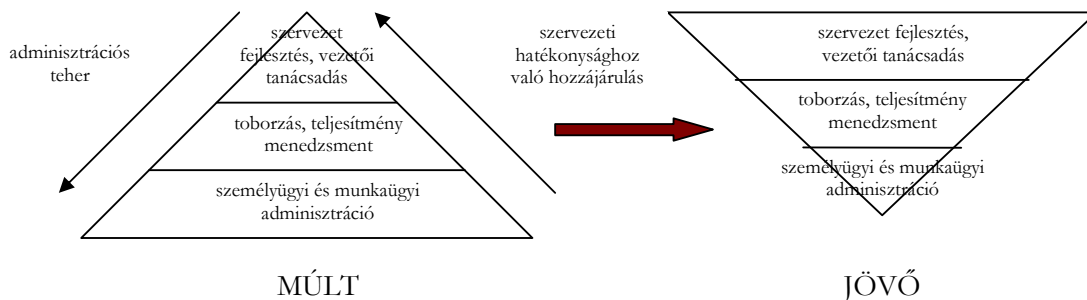 adminisztrációs
teher
szervezet
fejlesztés, vezetői
tanácsadás
toborzás, teljesítmény
menedzsment
személyügyi és munkaügyi
adminisztráció
szervezeti
hatékonysághoz
való hozzájárulás
szervezet fejlesztés,
vezetői tanácsadás
toborzás, teljesítmény
menedzsment
személyügyi és munkaügyi
adminisztráció
MÚLT
JÖVŐ